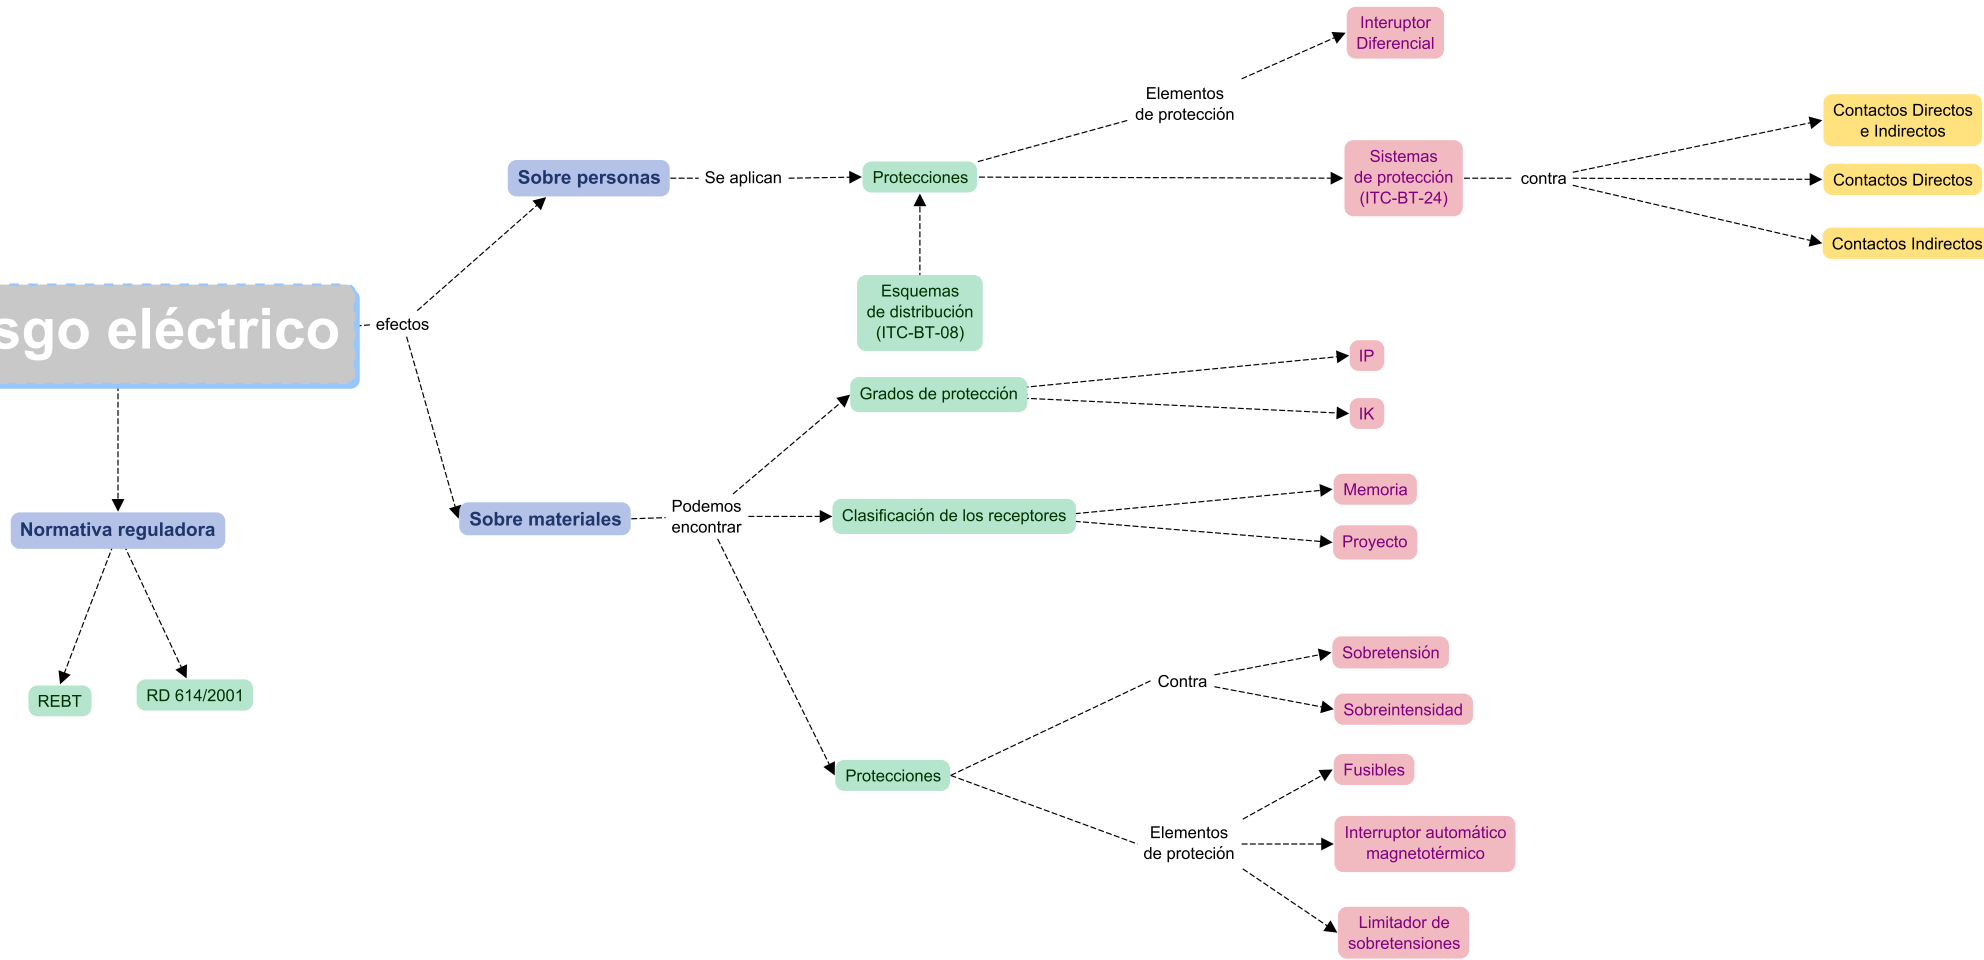 sgo eléctrico
efectos
Normativa reguladora
REBT
RD 614/2001
Sobre personas
Se aplican
Protecciones
Esquemas
de distribución
(ITC-BT-08)
Elementos
de protección
Interuptor
Diferencial
Sistemas
de protección
(ITC-BT-24)
contra
Contactos Directos
e Indirectos
Contactos Directos
Contactos Indirectos
Sobre materiales
Podemos
encontrar
Grados de protección
IP
IK
Clasificación de los receptores
Memoria
Proyecto
Protecciones
Contra
Sobretensión
Sobreintensidad
Elementos
de proteción
Fusibles
Interruptor automático
magnetotérmico
Limitador de
sobretensiones